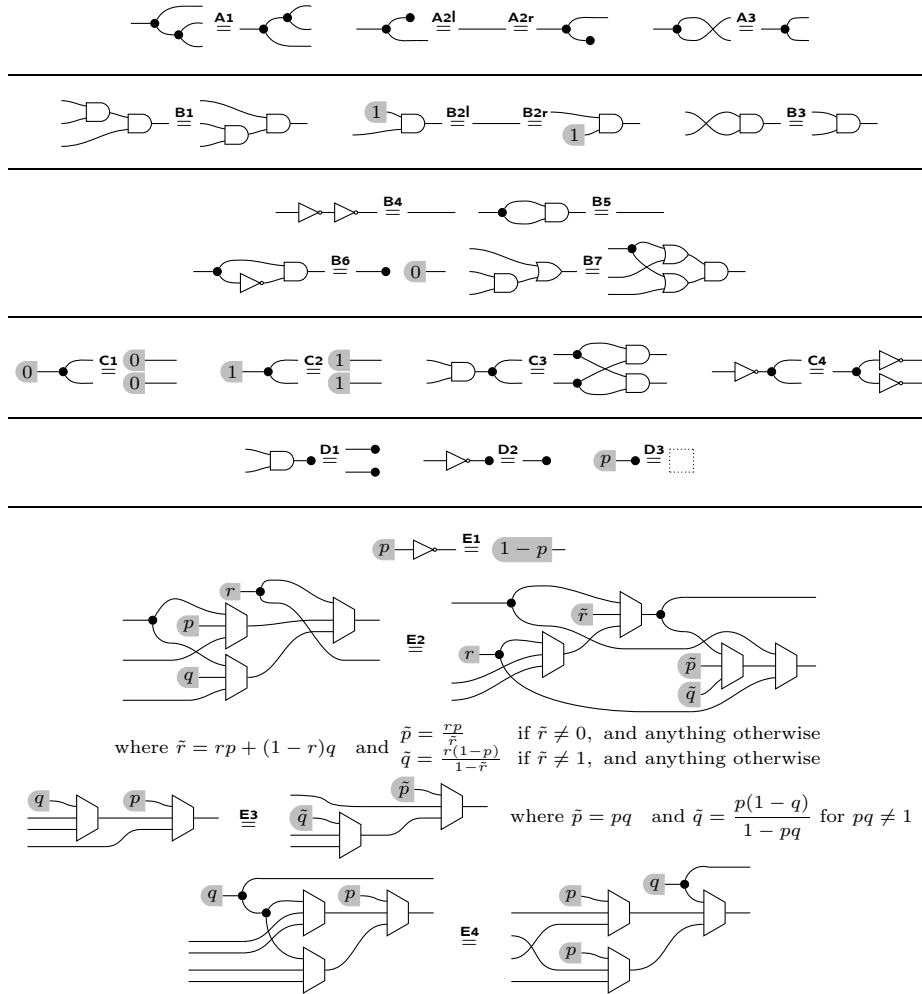 A1 A2l A2r A3
= = = =
B1 1 B2l B2r 1 B3
= = = =
B4 B5
= =
B6 0 B7
= =
0 C1 0 0 1 C2 1 1 C3 C4
= = = =
D1 D2 p D3
= = =
p E1 1 − p
=
r p q E2 r r̃ p̃ q̃
=
where r̃ = rp + (1 − r)q and p̃ = rp/r̃ if r̃ ≠ 0, and anything otherwise
q̃ = r(1−p)/1−r̃ if r̃ ≠ 1, and anything otherwise
q p E3 p̃ q̃ where p̃ = pq and q̃ = p(1 − q)/1 − pq for pq ≠ 1
=
q p E4 p p q
=